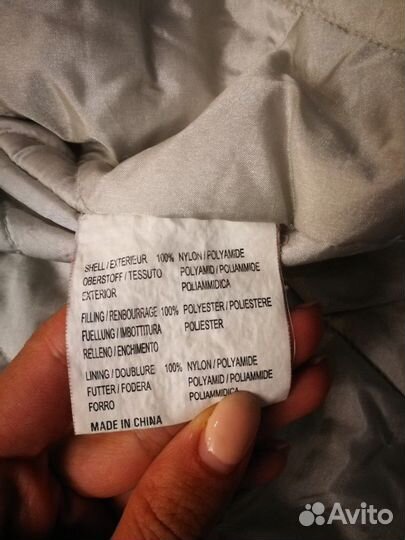 SHELL / EXTERIEUR 100% NYLON / POLYAMIDE
OBERSTOFF / TESSUTO POLYAMID / POLIAMMIDE
EXTERIOR POLIAMMIDICA
FILLING / RENBOURRAGE 100% POLYESTER / POLIESTERE
FUELLUNG / IMBOTTITURA POLIESTER
RELLENO / ENCHIMENTO
LINING / DOUBLURE 100% NYLON / POLYAMIDE
FUTTER / FODERA POLYAMID / POLIAMMIDE
FORRO POLIAMMIDICA
MADE IN CHINA
Avito